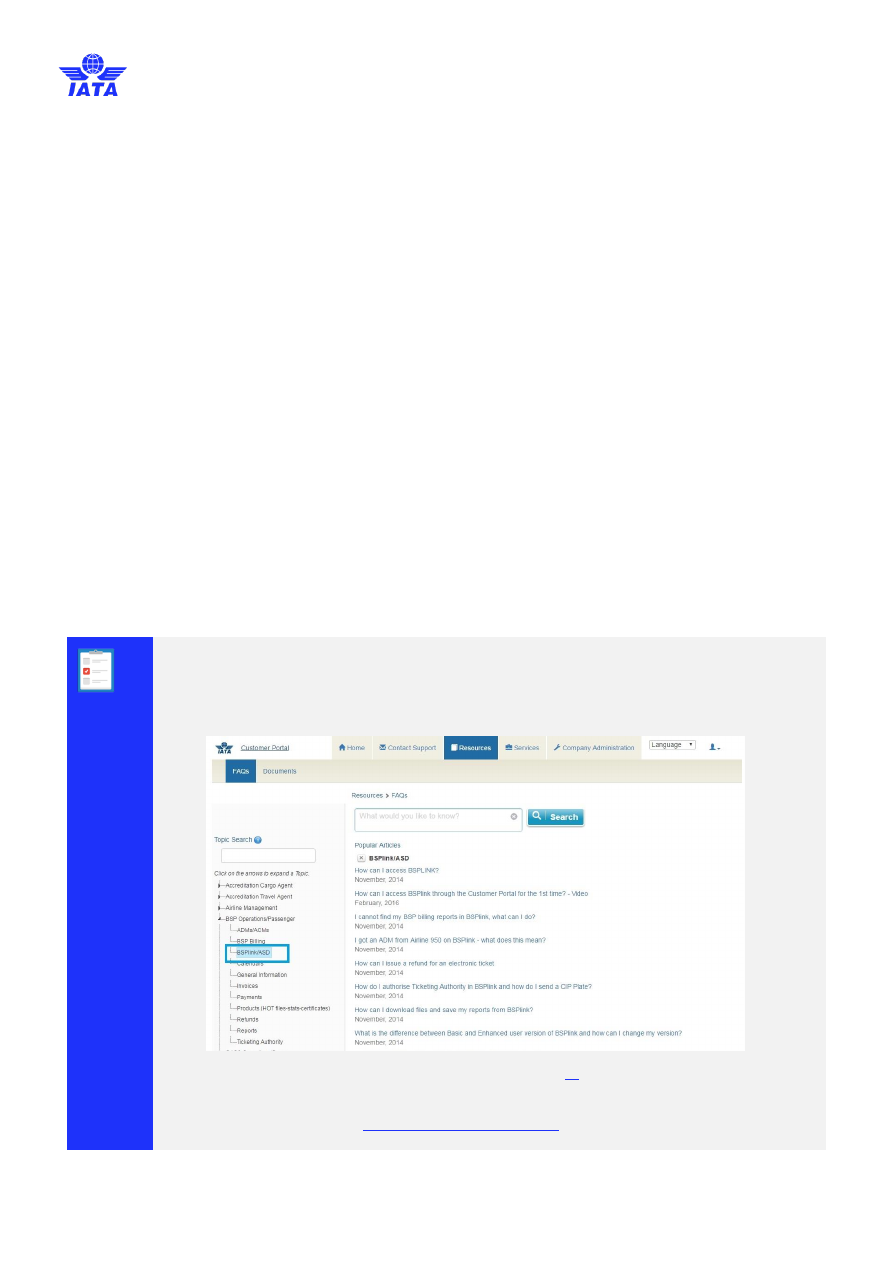 IATA
IATA
Customer Portal
Home
Contact Support
Resources
Services
Company Administration
Language
FAQs
Documents
Resources > FAQs
What would you like to know?
Search
Topic Search
Click on the arrows to expand a Topic.
Accreditation Cargo Agent
Accreditation Travel Agent
Airline Management
BSP Operations/Passenger
ADMs/ACMs
BSP Billing
BSPlink/ASD
Calendars
General Information
Invoices
Payments
Products (HOT files-stats-certificates)
Refunds
Reports
Ticketing Authority
Popular Articles
BSPlink/ASD
How can I access BSPLINK?
November, 2014
How can I access BSPlink through the Customer Portal for the 1st time? - Video
February, 2016
I cannot find my BSP billing reports in BSPlink, what can I do?
November, 2014
I got an ADM from Airline 950 on BSPlink - what does this mean?
November, 2014
How can I issue a refund for an electronic ticket
November, 2014
How do I authorise Ticketing Authority in BSPlink and how do I send a CIP Plate?
November, 2014
How can I download files and save my reports from BSPlink?
November, 2014
What is the difference between Basic and Enhanced user version of BSPlink and how can I change my version?
November, 2014